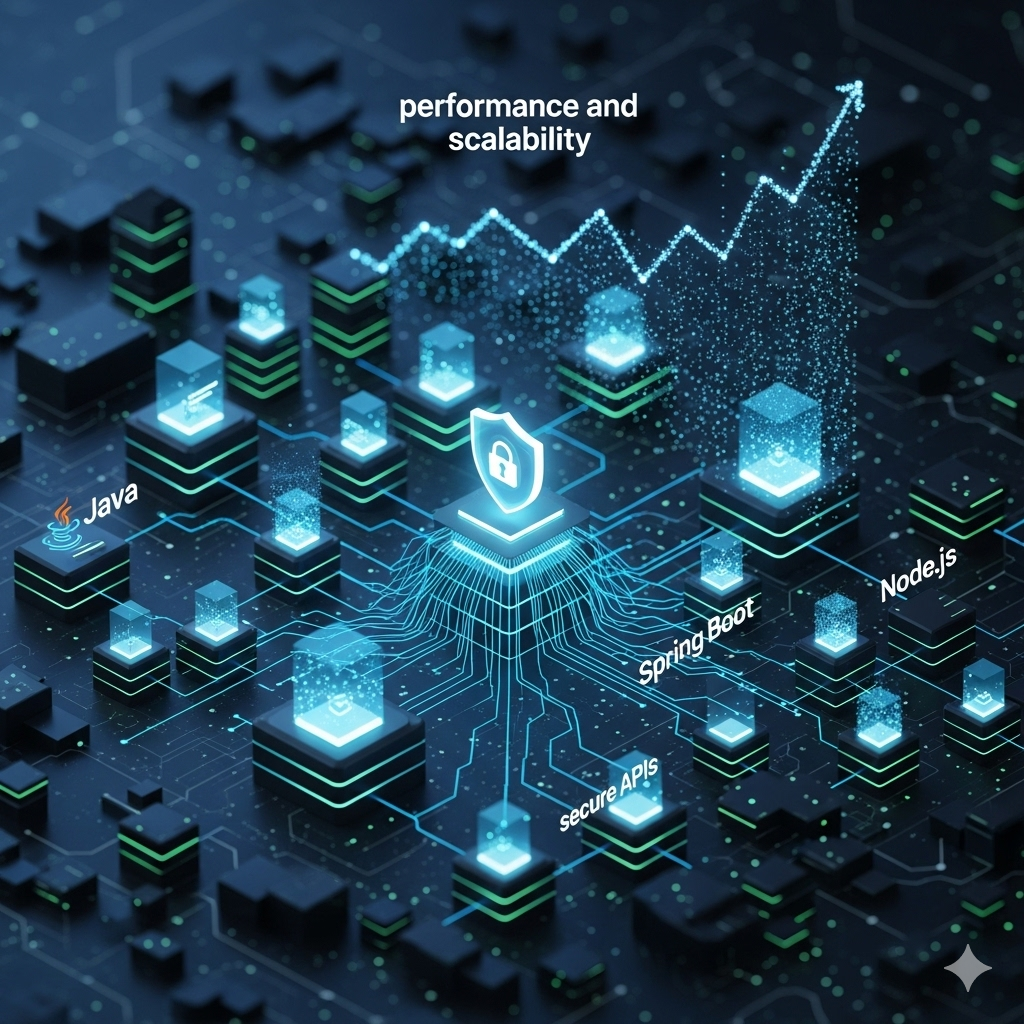 performance and
scalability
Java
Node.js
Spring Boot
secure APIs